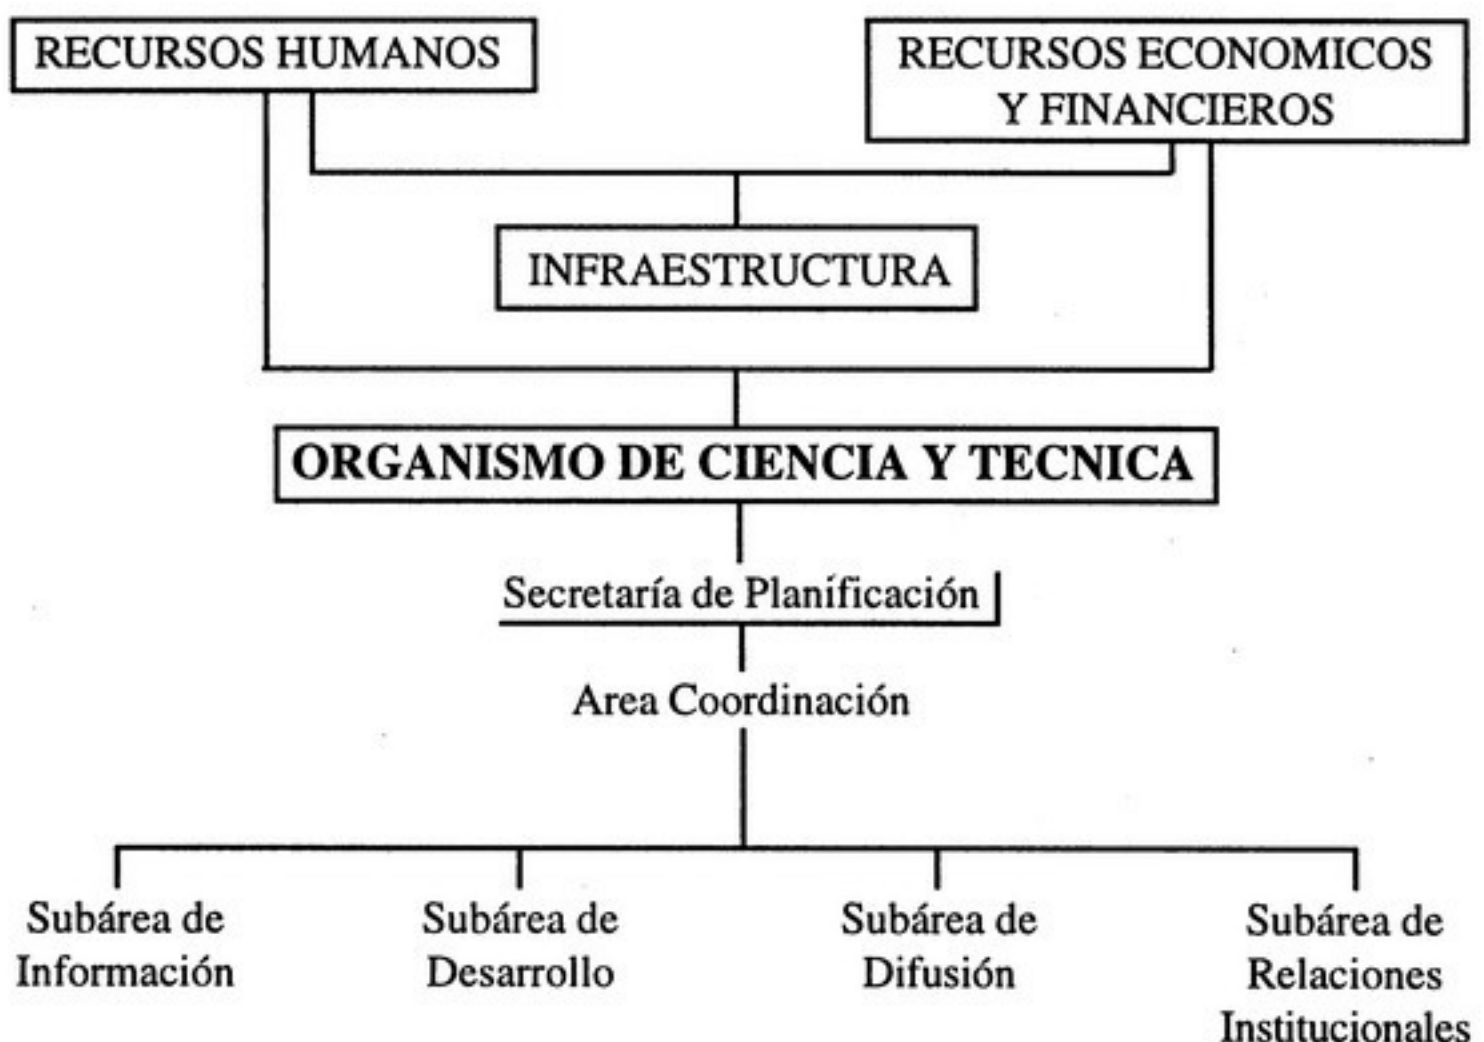 RECURSOS HUMANOS
RECURSOS ECONOMICOS
Y FINANCIEROS
INFRAESTRUCTURA
ORGANISMO DE CIENCIA Y TECNICA
Secretaría de Planificación
Area Coordinación
Subárea de
Información
Subárea de
Desarrollo
Subárea de
Difusión
Subárea de
Relaciones
Institucionales